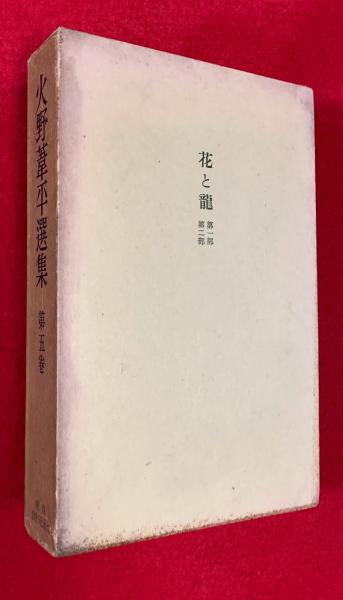 火野葦平選集
第五巻
花と龍
第一部
第二部